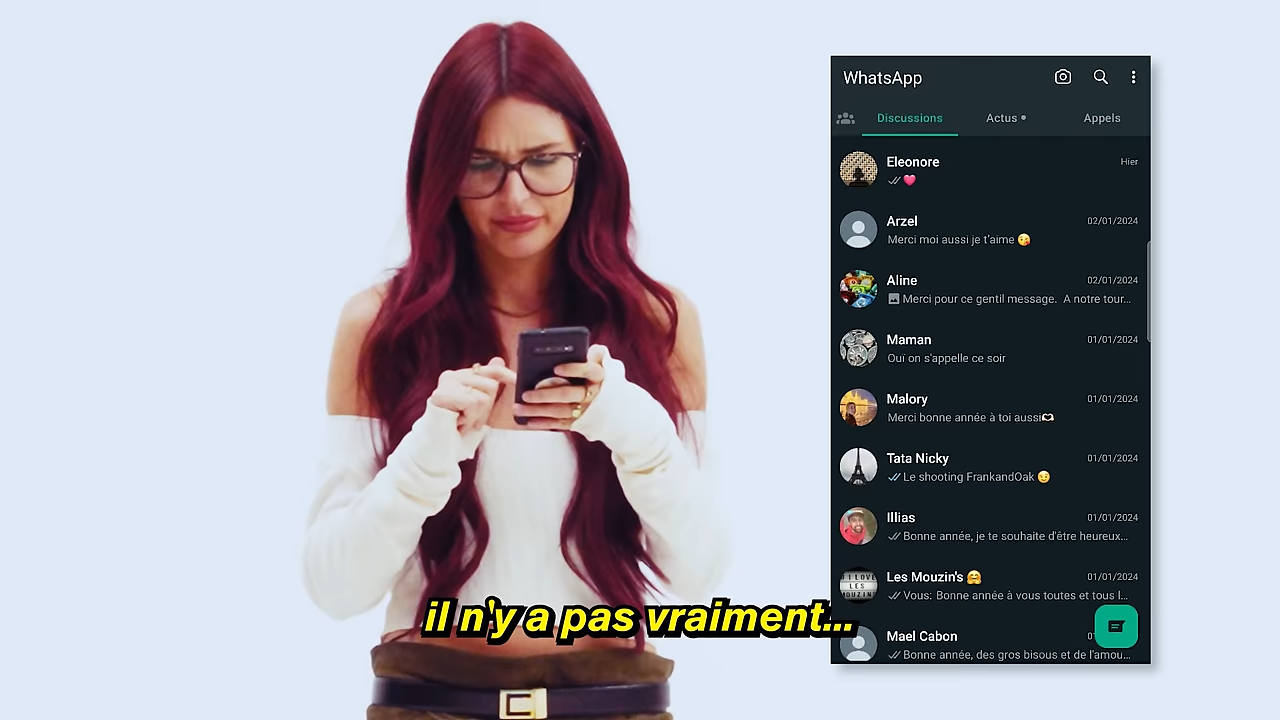 WhatsApp
Discussions Actus Appels
Eleonore Hier
Arzel 02/01/2024
Merci moi aussi je t'aime 😘
Aline 02/01/2024
Merci pour ce gentil message. A notre tour...
Maman 01/01/2024
Ouï on s'appelle ce soir
Malory 01/01/2024
Merci bonne année à toi aussi
Tata Nicky 01/01/2024
Le shooting FrankandOak
Illias 01/01/2024
Bonne année, je te souhaite d'être heureux...
Les Mouzin's 🤗 01/01/2024
I LOVE
LES
MOUZIN'S
Vous: Bonne année à vous toutes et tous l...
Mael Cabon
Bonne année, des gros bisous et de l'amou...
il n'y a pas vraiment...